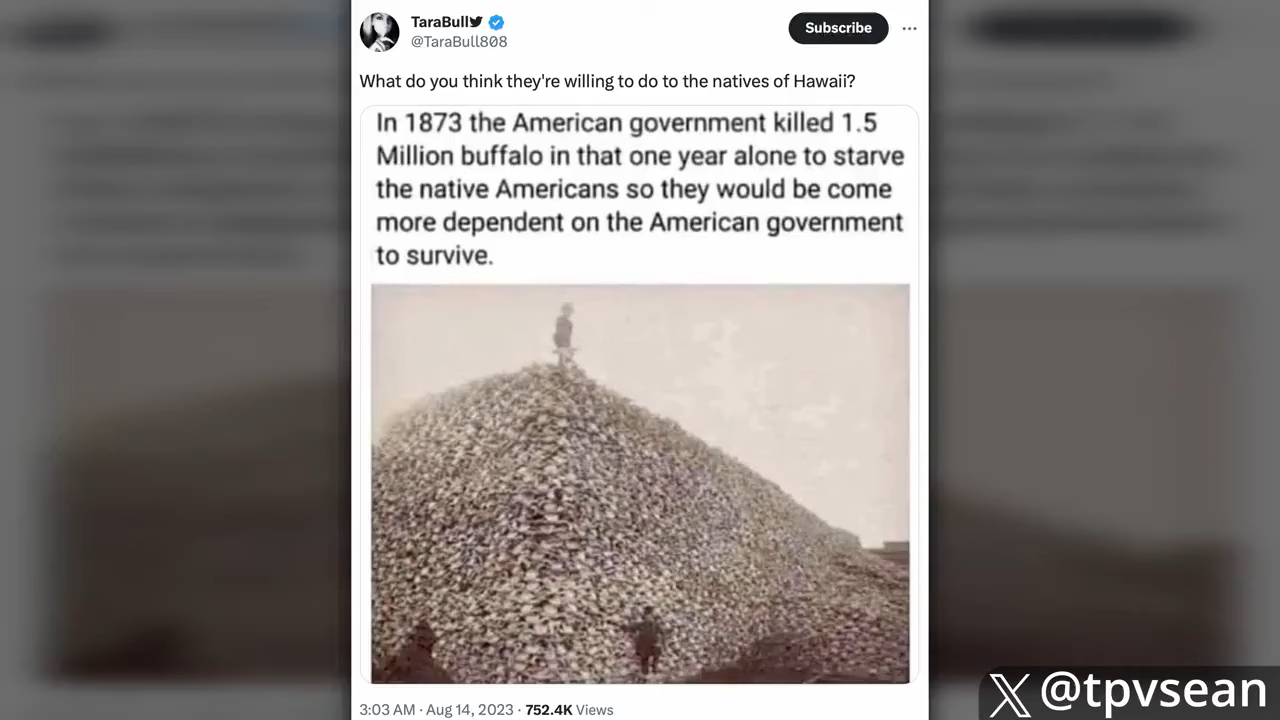 TaraBull
@TaraBull808
Subscribe
What do you think they're willing to do to the natives of Hawaii?
In 1873 the American government killed 1.5
Million buffalo in that one year alone to starve
the native Americans so they would be come
more dependent on the American government
to survive.
3:03 AM · Aug 14, 2023 · 752.4K Views
@tpvsean